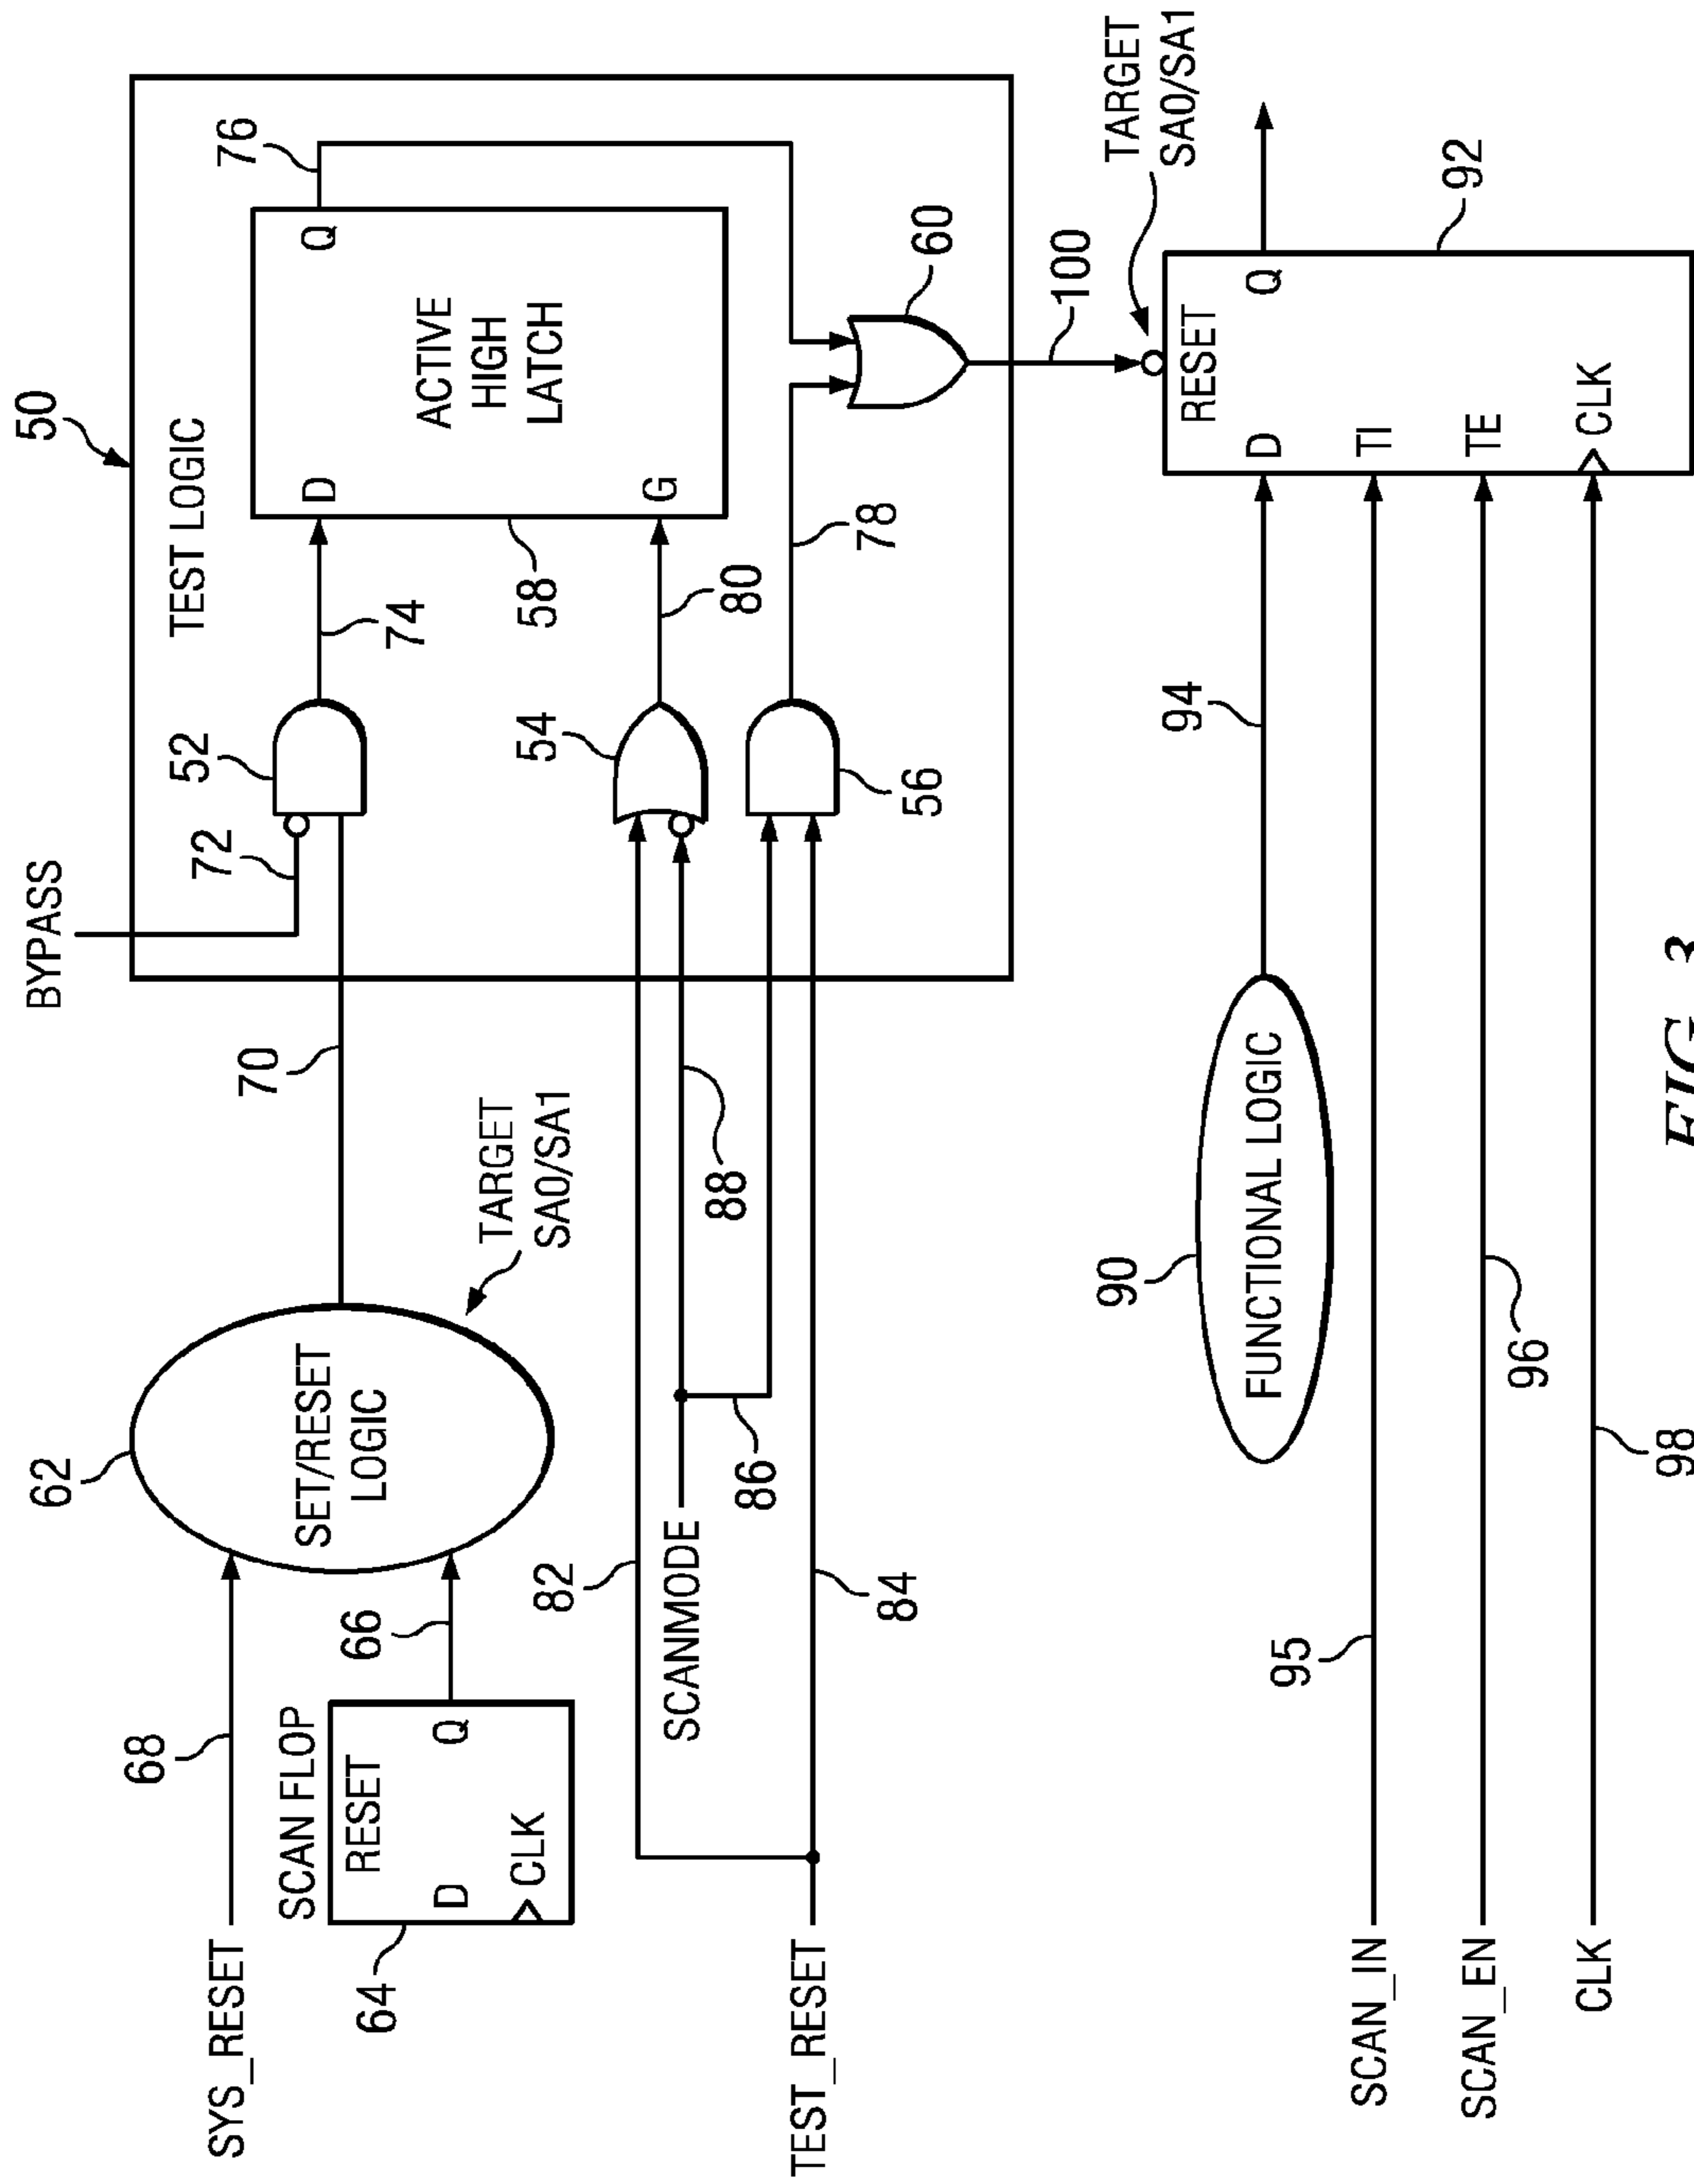 50
BYPASS
TEST LOGIC
72
52
74
D
Q
76
ACTIVE
HIGH
LATCH
G
58
80
54
78
56
60
100
62
SET/RESET
LOGIC
70
TARGET
SA0/SA1
68
SYS_RESET
SCAN FLOP
RESET
D
Q
CLK
64
66
82
SCANMODE
88
86
84
TEST_RESET
TARGET
SA0/SA1
90
FUNCTIONAL LOGIC
94
RESET
D
Q
TI
TE
CLK
92
95
SCAN_IN
96
SCAN_EN
98
CLK
FIG. 3